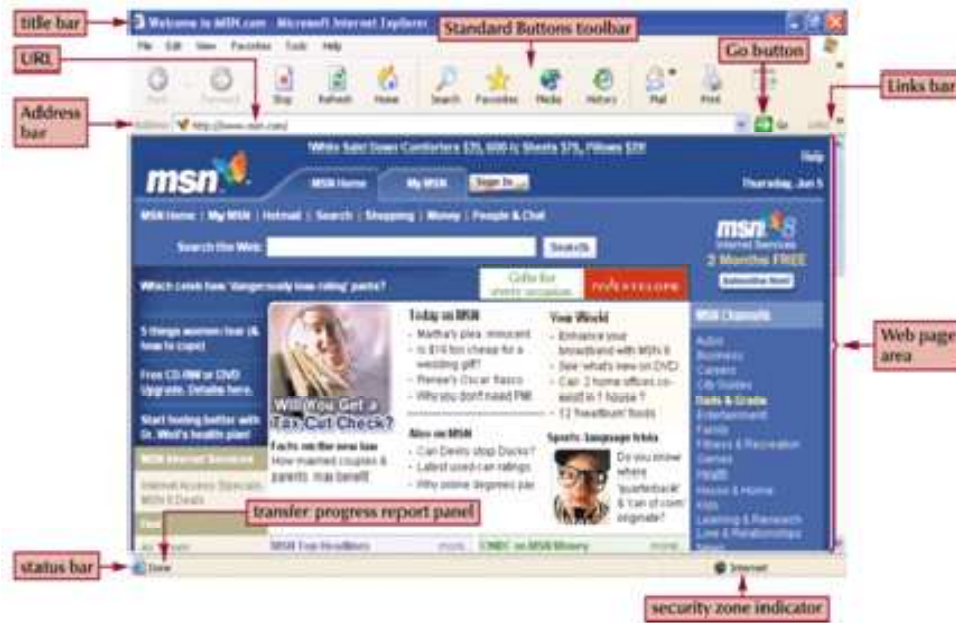 title bar
Welcome to MSN.com - Microsoft Internet Explorer
Standard Buttons toolbar
Go button
File Edit View Favorites Tools Help
URL
Links bar
Stop Refresh Home Search Favorites Media History Mail Print
Address bar
Address http://www.msn.com/
Go
Links
White Sale! Down Comforters $35, 600-tc Sheets $75, Pillows $20!
Help
msn
MSN Home
My MSN
Sign In
Thursday, Jun 5
MSN Home | My MSN | Hotmail | Search | Shopping | Money | People & Chat
Search the Web:
Search
msn 8
Internet Services
2 Months FREE
Which celeb how 'dangerously low-riding' pants?
Gifts for
every occasion
RedEnvelope
MSN Channels
5 things women fear (&
how to cope)
Free CD-RW or DVD
Upgrade. Details here.
Start feeling better with
Dr. Weil's health plan!
MSN Internet Services
Internet Access Specials
MSN 8 Deals
Will You Get a
Tax Cut Check?
Facts on the new law
How married couples &
parents may benefit
Today on MSN
- Martha's plea: innocent
- Is $16 too cheap for a
wedding gift?
- Renee's Oscar fiasco
- Why you don't need PMI
Also on MSN
- Can Devils stop Ducks?
- Latest used-car ratings
- Why online degrees pay
Your World
- Enhance your
broadband with MSN 8
- See what's new on DVD
- Can 2 home offices co-
exist in 1 house?
- 12 'heartburn' foods
Sports-language trivia
Do you know
where
'quarterback'
& 'can of corn'
originate?
Autos
Business
Careers
City Guides
Dads & Grads
Entertainment
Family
Fitness & Recreation
Games
Health
House & Home
Kids
Learning & Research
Love & Relationships
Web page area
transfer progress report panel
MSN Top Headlines
more
CNBC on MSN Money
more
status bar
Done
Internet
security zone indicator